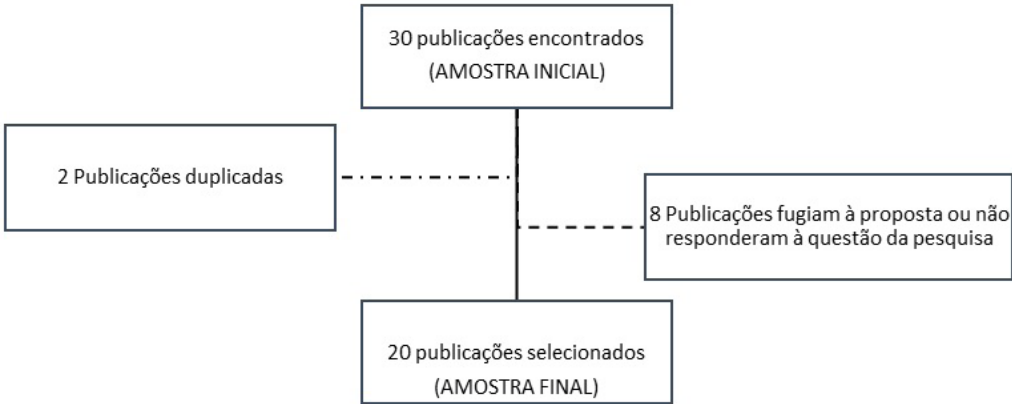 30 publicações encontrados
(AMOSTRA INICIAL)
2 Publicações duplicadas
8 Publicações fugiam à proposta ou não
responderam à questão da pesquisa
20 publicações selecionados
(AMOSTRA FINAL)